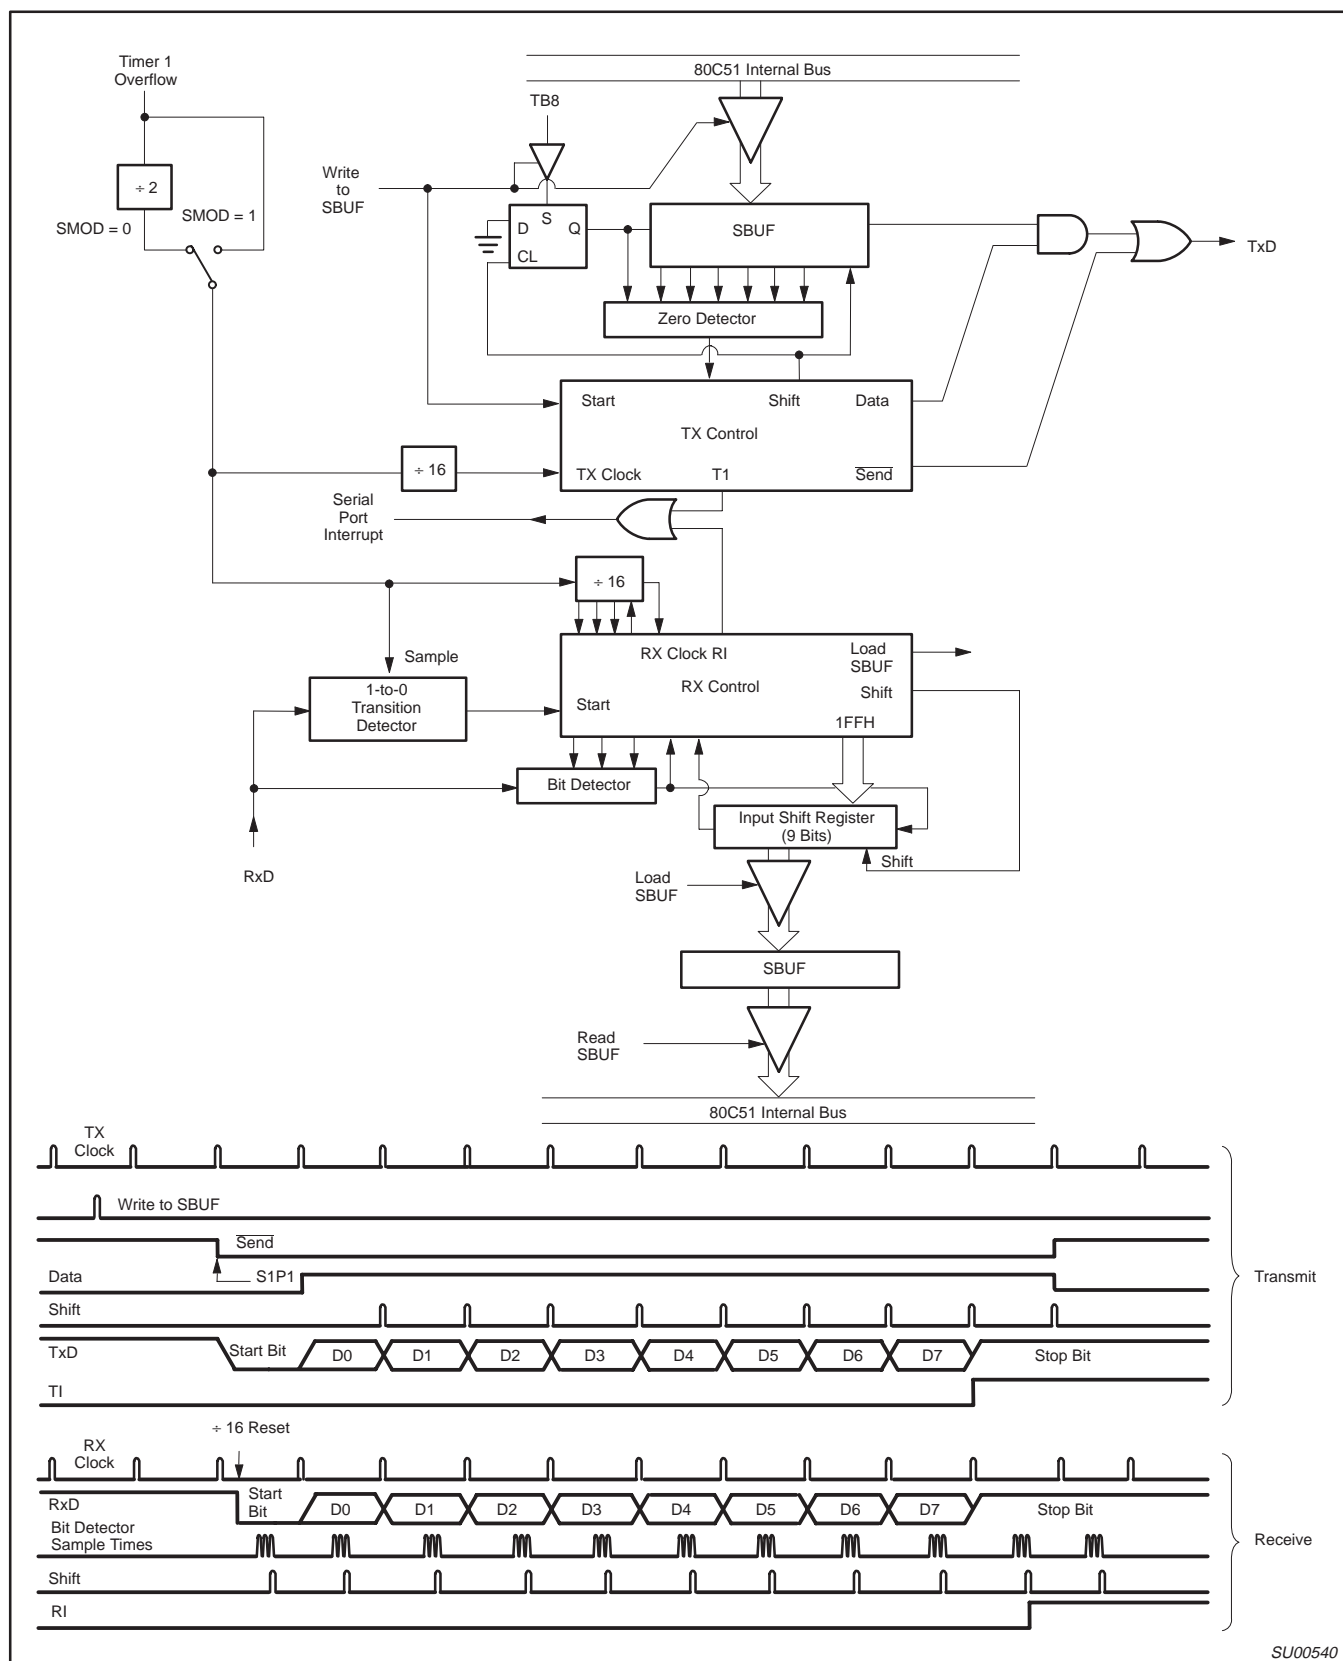 Timer 1
Overflow
80C51 Internal Bus
TB8
÷ 2
Write
to
SBUF
SMOD = 1
SMOD = 0
S
D
Q
CL
SBUF
TxD
Zero Detector
Start
Shift
Data
TX Control
÷ 16
TX Clock
T1
Send
Serial
Port
Interrupt
÷ 16
Sample
RX Clock RI
Load
SBUF
RX Control
Shift
1-to-0
Transition
Detector
Start
1FFH
Bit Detector
Input Shift Register
(9 Bits)
Shift
RxD
Load
SBUF
SBUF
Read
SBUF
80C51 Internal Bus
TX
Clock
Write to SBUF
Send
Data
S1P1
Transmit
Shift
TxD
Start Bit
D0
D1
D2
D3
D4
D5
D6
D7
Stop Bit
TI
÷ 16 Reset
RX
Clock
RxD
Start
Bit
D0
D1
D2
D3
D4
D5
D6
D7
Stop Bit
Bit Detector
Sample Times
Receive
Shift
RI
SU00540